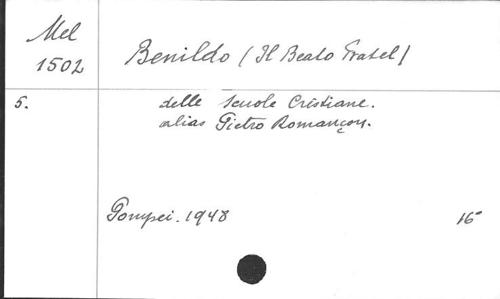 Mel
1502
Benildo (Il Beato Fratel)
5.
delle Scuole Cristiane.
alias Pietro Romançon.
Pompei. 1948
16°